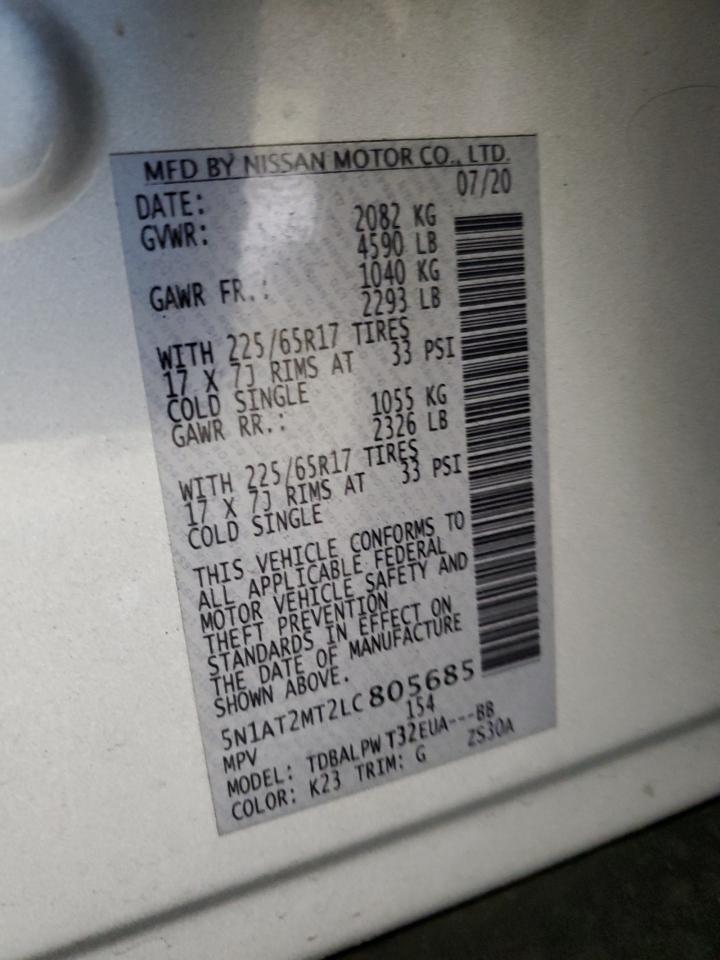 MFD BY NISSAN MOTOR CO., LTD.
DATE: 07/20
GVWR: 2082 KG
4590 LB
GAWR FR.: 1040 KG
2293 LB
WITH 225/65R17 TIRES
17 X 7J RIMS AT 33 PSI
COLD SINGLE
GAWR RR.: 1055 KG
2326 LB
WITH 225/65R17 TIRES
17 X 7J RIMS AT 33 PSI
COLD SINGLE
THIS VEHICLE CONFORMS TO
ALL APPLICABLE FEDERAL
MOTOR VEHICLE SAFETY AND
THEFT PREVENTION
STANDARDS IN EFFECT ON
THE DATE OF MANUFACTURE
SHOWN ABOVE.
5N1AT2MT2LC805685
MPV 154
MODEL: TDBALPW T32EUA---BB
COLOR: K23 TRIM: G ZS30A